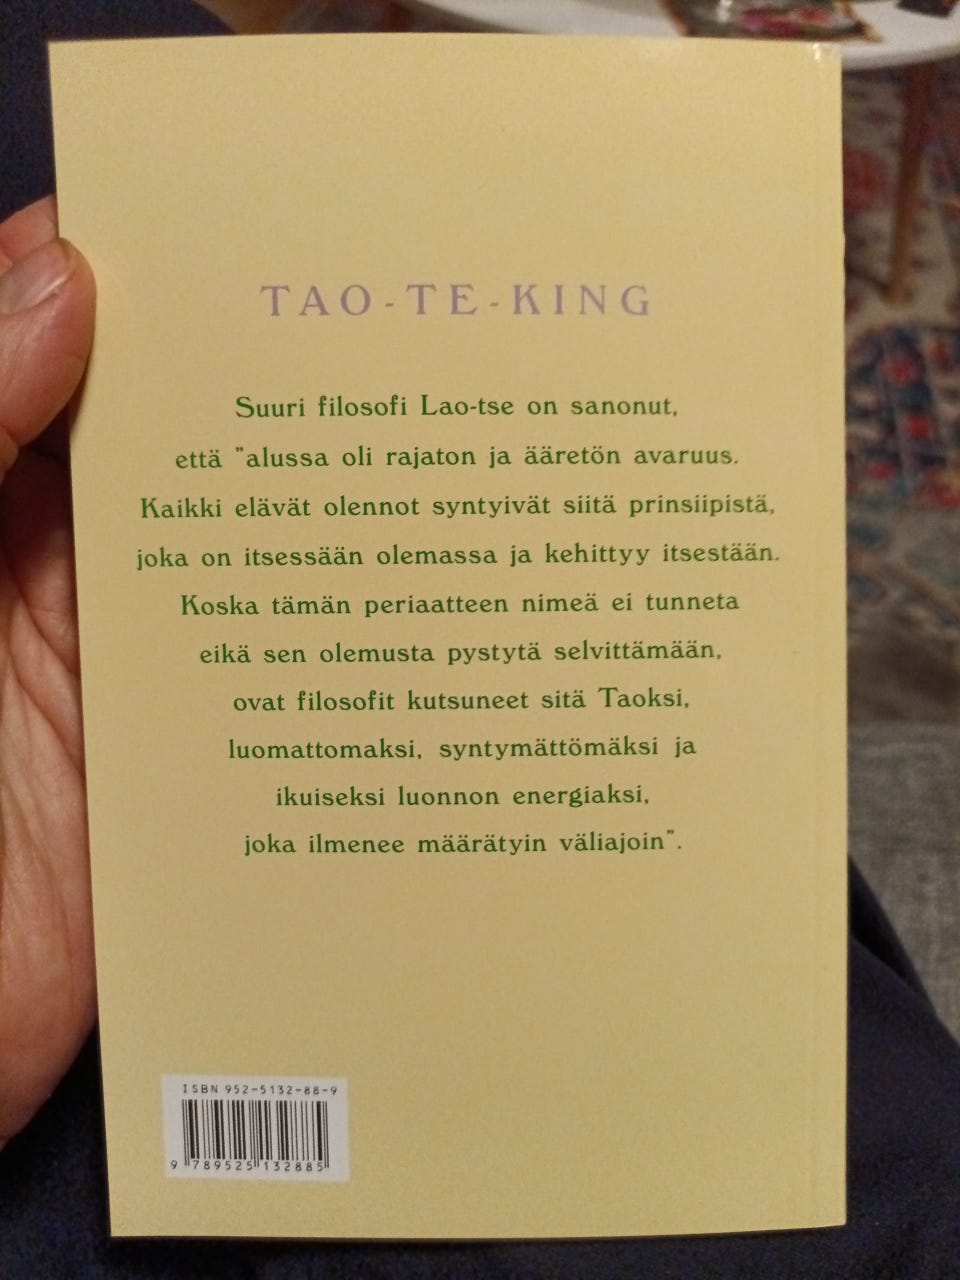 TAO-TE-KING
Suuri filosofi Lao-tse on sanonut,
että "alussa oli rajaton ja ääretön avaruus.
Kaikki elävät olennot syntyivät siitä prinsiipistä,
joka on itsessään olemassa ja kehittyy itsestään.
Koska tämän periaatteen nimeä ei tunneta
eikä sen olemusta pystytä selvittämään,
ovat filosofit kutsuneet sitä Taoksi,
luomattomaksi, syntymättömäksi ja
ikuiseksi luonnon energiaksi,
joka ilmenee määrätyin väliajoin".
ISBN 952-5132-88-9
9 789525 132885